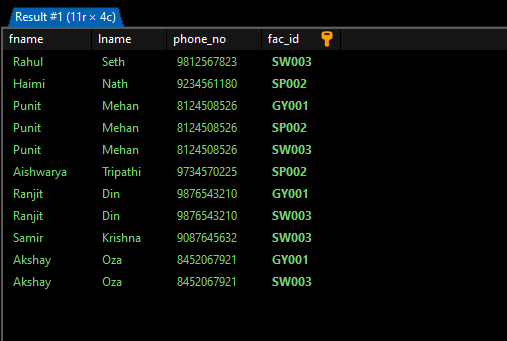 Result #1 (11r × 4c)
fname lname phone_no fac_id
Rahul Seth 9812567823 SW003
Haimi Nath 9234561180 SP002
Punit Mehan 8124508526 GY001
Punit Mehan 8124508526 SP002
Punit Mehan 8124508526 SW003
Aishwarya Tripathi 9734570225 SP002
Ranjit Din 9876543210 GY001
Ranjit Din 9876543210 SW003
Samir Krishna 9087645632 SW003
Akshay Oza 8452067921 GY001
Akshay Oza 8452067921 SW003